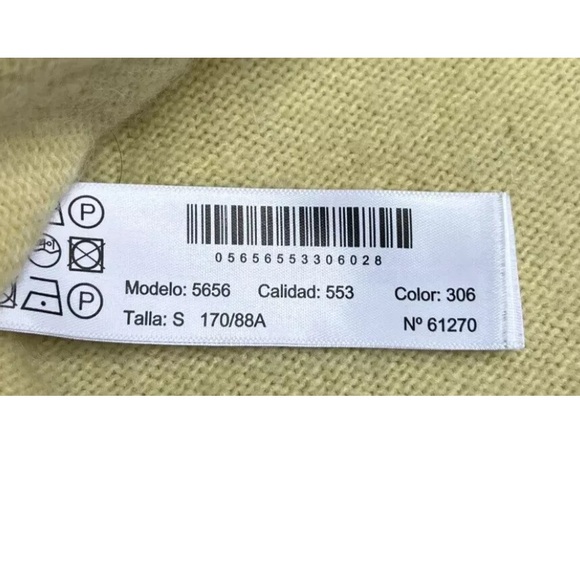 P
05656553306028
Modelo: 5656 Calidad: 553 Color: 306
P
Talla: S 170/88A Nº 61270